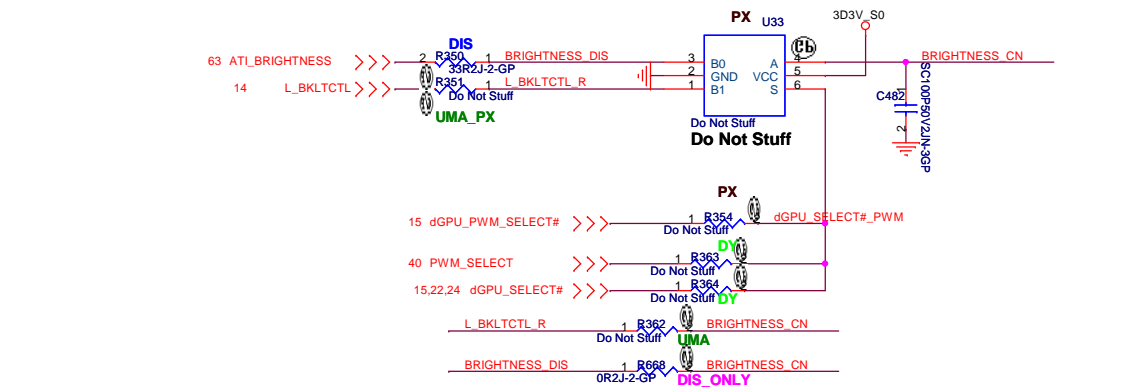 PX
U33
3D3V_S0
DIS
63 ATI_BRIGHTNESS
2 R350 1 BRIGHTNESS_DIS
33R2J-2-GP
3 B0 A 4 BRIGHTNESS_CN
2 GND VCC 5
14 L_BKLTCTL
R351 1 L_BKLTCTL_R
Do Not Stuff
1 B1 S 6
UMA_PX
Do Not Stuff
Do Not Stuff
C482
1
2
SC100P50V2JN-3GP
PX
15 dGPU_PWM_SELECT# 1 R354 dGPU_SELECT#_PWM
Do Not Stuff
DY
40 PWM_SELECT 1 R363
Do Not Stuff
15,22,24 dGPU_SELECT# 1 R364
Do Not Stuff DY
L_BKLTCTL_R 1 R362 BRIGHTNESS_CN
Do Not Stuff UMA
BRIGHTNESS_DIS 1 R668 BRIGHTNESS_CN
0R2J-2-GP DIS_ONLY